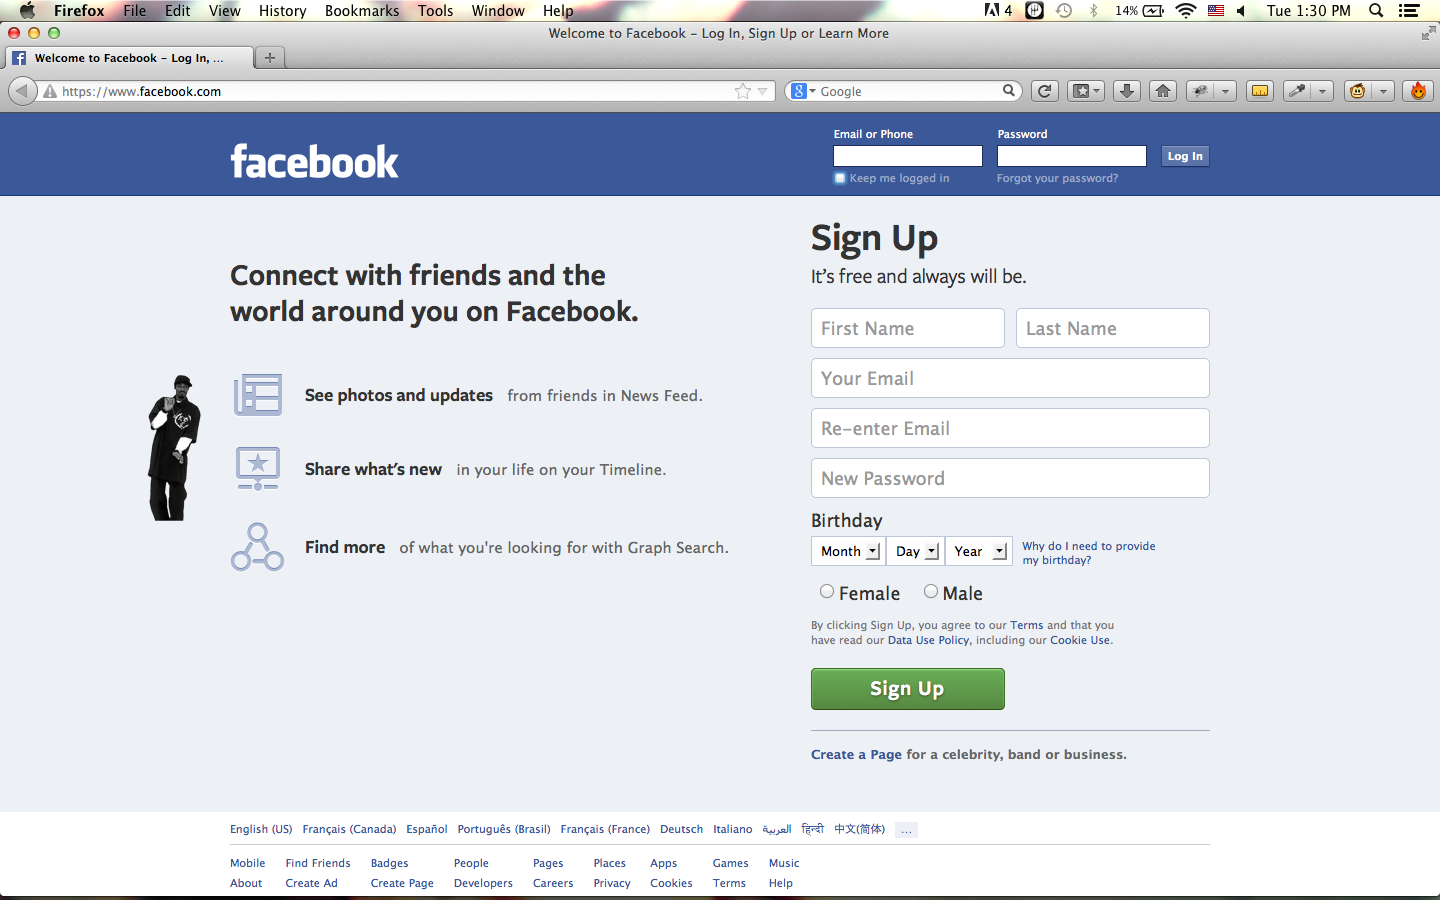 Firefox File Edit View History Bookmarks Tools Window Help 4 14% Tue 1:30 PM
Welcome to Facebook - Log In, Sign Up or Learn More
Welcome to Facebook - Log In, ...
https://www.facebook.com
Google
facebook
Email or Phone
Password
Log In
Keep me logged in
Forgot your password?
Connect with friends and the
world around you on Facebook.
See photos and updates from friends in News Feed.
Share what's new in your life on your Timeline.
Find more of what you're looking for with Graph Search.
Sign Up
It's free and always will be.
First Name Last Name
Your Email
Re-enter Email
New Password
Birthday
Month Day Year
Why do I need to provide
my birthday?
Female Male
By clicking Sign Up, you agree to our Terms and that you
have read our Data Use Policy, including our Cookie Use.
Sign Up
Create a Page for a celebrity, band or business.
English (US) Français (Canada) Español Português (Brasil) Français (France) Deutsch Italiano العربية हिन्दी 中文(简体) ...
Mobile Find Friends Badges People Pages Places Apps Games Music
About Create Ad Create Page Developers Careers Privacy Cookies Terms Help